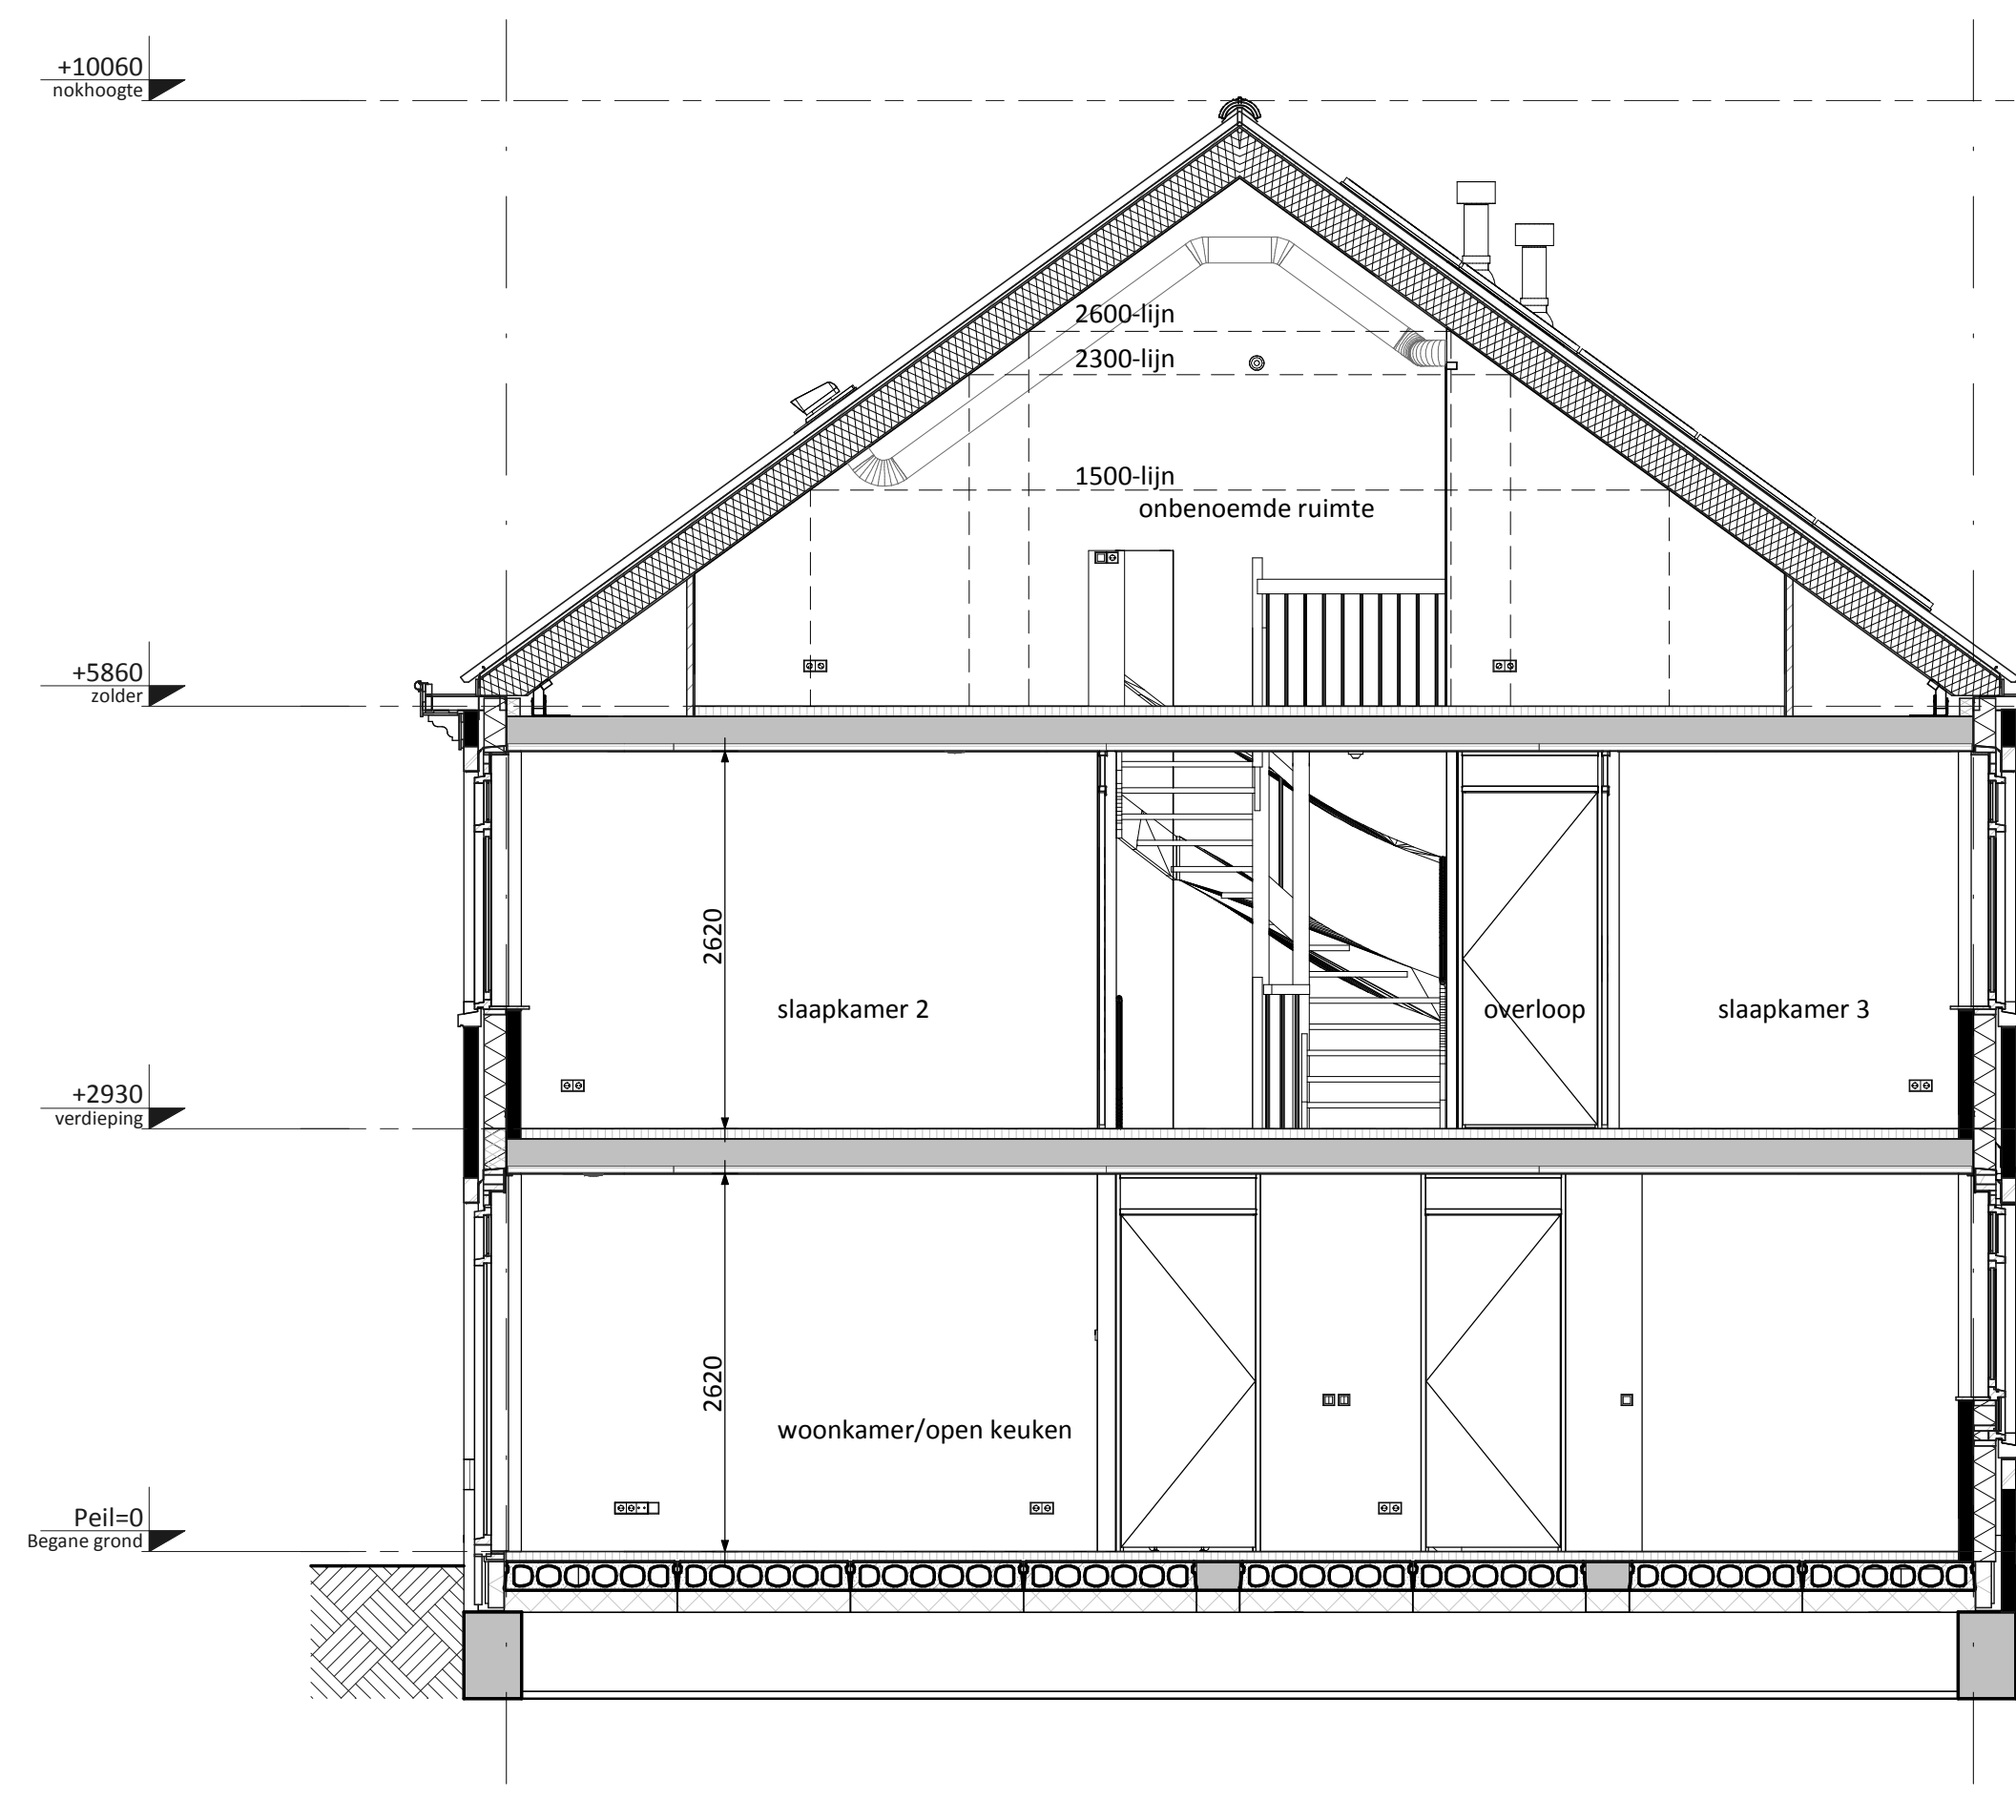 +10060
nokhoogte
2600-lijn
2300-lijn
1500-lijn
onbenoemde ruimte
+5860
zolder
2620
slaapkamer 2
overloop
slaapkamer 3
+2930
verdieping
2620
woonkamer/open keuken
Peil=0
Begane grond